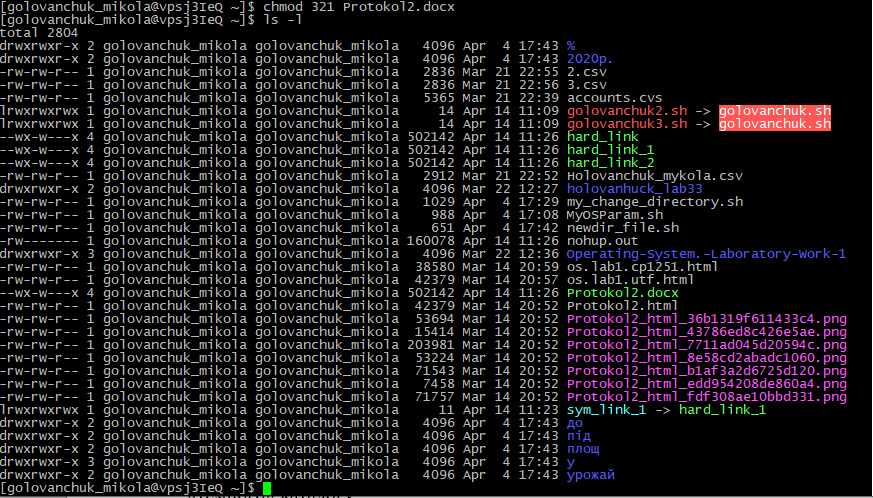 [golovanchuk_mikola@vpsj3IeQ ~]$ chmod 321 Protokol2.docx
[golovanchuk_mikola@vpsj3IeQ ~]$ ls -l
total 2804
drwxrwxr-x 2 golovanchuk_mikola golovanchuk_mikola   4096 Apr  4 17:43 %
drwxrwxr-x 2 golovanchuk_mikola golovanchuk_mikola   4096 Apr  4 17:43 2020р.
-rw-rw-r-- 1 golovanchuk_mikola golovanchuk_mikola   2836 Mar 21 22:55 2.csv
-rw-rw-r-- 1 golovanchuk_mikola golovanchuk_mikola   2836 Mar 21 22:56 3.csv
-rw-rw-r-- 1 golovanchuk_mikola golovanchuk_mikola   5365 Mar 21 22:39 accounts.cvs
lrwxrwxrwx 1 golovanchuk_mikola golovanchuk_mikola     14 Apr 14 11:09 golovanchuk2.sh -> golovanchuk.sh
lrwxrwxrwx 1 golovanchuk_mikola golovanchuk_mikola     14 Apr 14 11:09 golovanchuk3.sh -> golovanchuk.sh
--wx-w---x 4 golovanchuk_mikola golovanchuk_mikola 502142 Apr 14 11:26 hard_link
--wx-w---x 4 golovanchuk_mikola golovanchuk_mikola 502142 Apr 14 11:26 hard_link_1
--wx-w---x 4 golovanchuk_mikola golovanchuk_mikola 502142 Apr 14 11:26 hard_link_2
-rw-rw-r-- 1 golovanchuk_mikola golovanchuk_mikola   2912 Mar 21 22:52 Holovanchuk_mykola.csv
drwxrwxr-x 2 golovanchuk_mikola golovanchuk_mikola   4096 Mar 22 12:27 holovanhuck_lab33
-rw-rw-r-- 1 golovanchuk_mikola golovanchuk_mikola   1029 Apr  4 17:29 my_change_directory.sh
-rw-rw-r-- 1 golovanchuk_mikola golovanchuk_mikola    988 Apr  4 17:08 MyOSParam.sh
-rw-rw-r-- 1 golovanchuk_mikola golovanchuk_mikola    651 Apr  4 17:42 newdir_file.sh
-rw------- 1 golovanchuk_mikola golovanchuk_mikola 160078 Apr 14 11:26 nohup.out
drwxrwxr-x 3 golovanchuk_mikola golovanchuk_mikola   4096 Mar 22 12:36 Operating-System.-Laboratory-Work-1
-rw-rw-r-- 1 golovanchuk_mikola golovanchuk_mikola  38580 Mar 14 20:59 os.lab1.cp1251.html
-rw-rw-r-- 1 golovanchuk_mikola golovanchuk_mikola  42379 Mar 14 20:57 os.lab1.utf.html
--wx-w---x 4 golovanchuk_mikola golovanchuk_mikola 502142 Apr 14 11:26 Protokol2.docx
-rw-rw-r-- 1 golovanchuk_mikola golovanchuk_mikola  42379 Mar 14 20:52 Protokol2.html
-rw-rw-r-- 1 golovanchuk_mikola golovanchuk_mikola  53694 Mar 14 20:52 Protokol2_html_36b1319f611433c4.png
-rw-rw-r-- 1 golovanchuk_mikola golovanchuk_mikola  15414 Mar 14 20:52 Protokol2_html_43786ed8c426e5ae.png
-rw-rw-r-- 1 golovanchuk_mikola golovanchuk_mikola 203981 Mar 14 20:52 Protokol2_html_7711ad045d20594c.png
-rw-rw-r-- 1 golovanchuk_mikola golovanchuk_mikola  53224 Mar 14 20:52 Protokol2_html_8e58cd2abadc1060.png
-rw-rw-r-- 1 golovanchuk_mikola golovanchuk_mikola  71543 Mar 14 20:52 Protokol2_html_b1af3a2d6725d120.png
-rw-rw-r-- 1 golovanchuk_mikola golovanchuk_mikola   7458 Mar 14 20:52 Protokol2_html_edd954208de860a4.png
-rw-rw-r-- 1 golovanchuk_mikola golovanchuk_mikola  71757 Mar 14 20:52 Protokol2_html_fdf308ae10bbd331.png
lrwxrwxrwx 1 golovanchuk_mikola golovanchuk_mikola     11 Apr 14 11:23 sym_link_1 -> hard_link_1
drwxrwxr-x 2 golovanchuk_mikola golovanchuk_mikola   4096 Apr  4 17:43 до
drwxrwxr-x 2 golovanchuk_mikola golovanchuk_mikola   4096 Apr  4 17:43 під
drwxrwxr-x 2 golovanchuk_mikola golovanchuk_mikola   4096 Apr  4 17:43 площ
drwxrwxr-x 3 golovanchuk_mikola golovanchuk_mikola   4096 Apr  4 17:43 у
drwxrwxr-x 2 golovanchuk_mikola golovanchuk_mikola   4096 Apr  4 17:43 урожай
[golovanchuk_mikola@vpsj3IeQ ~]$